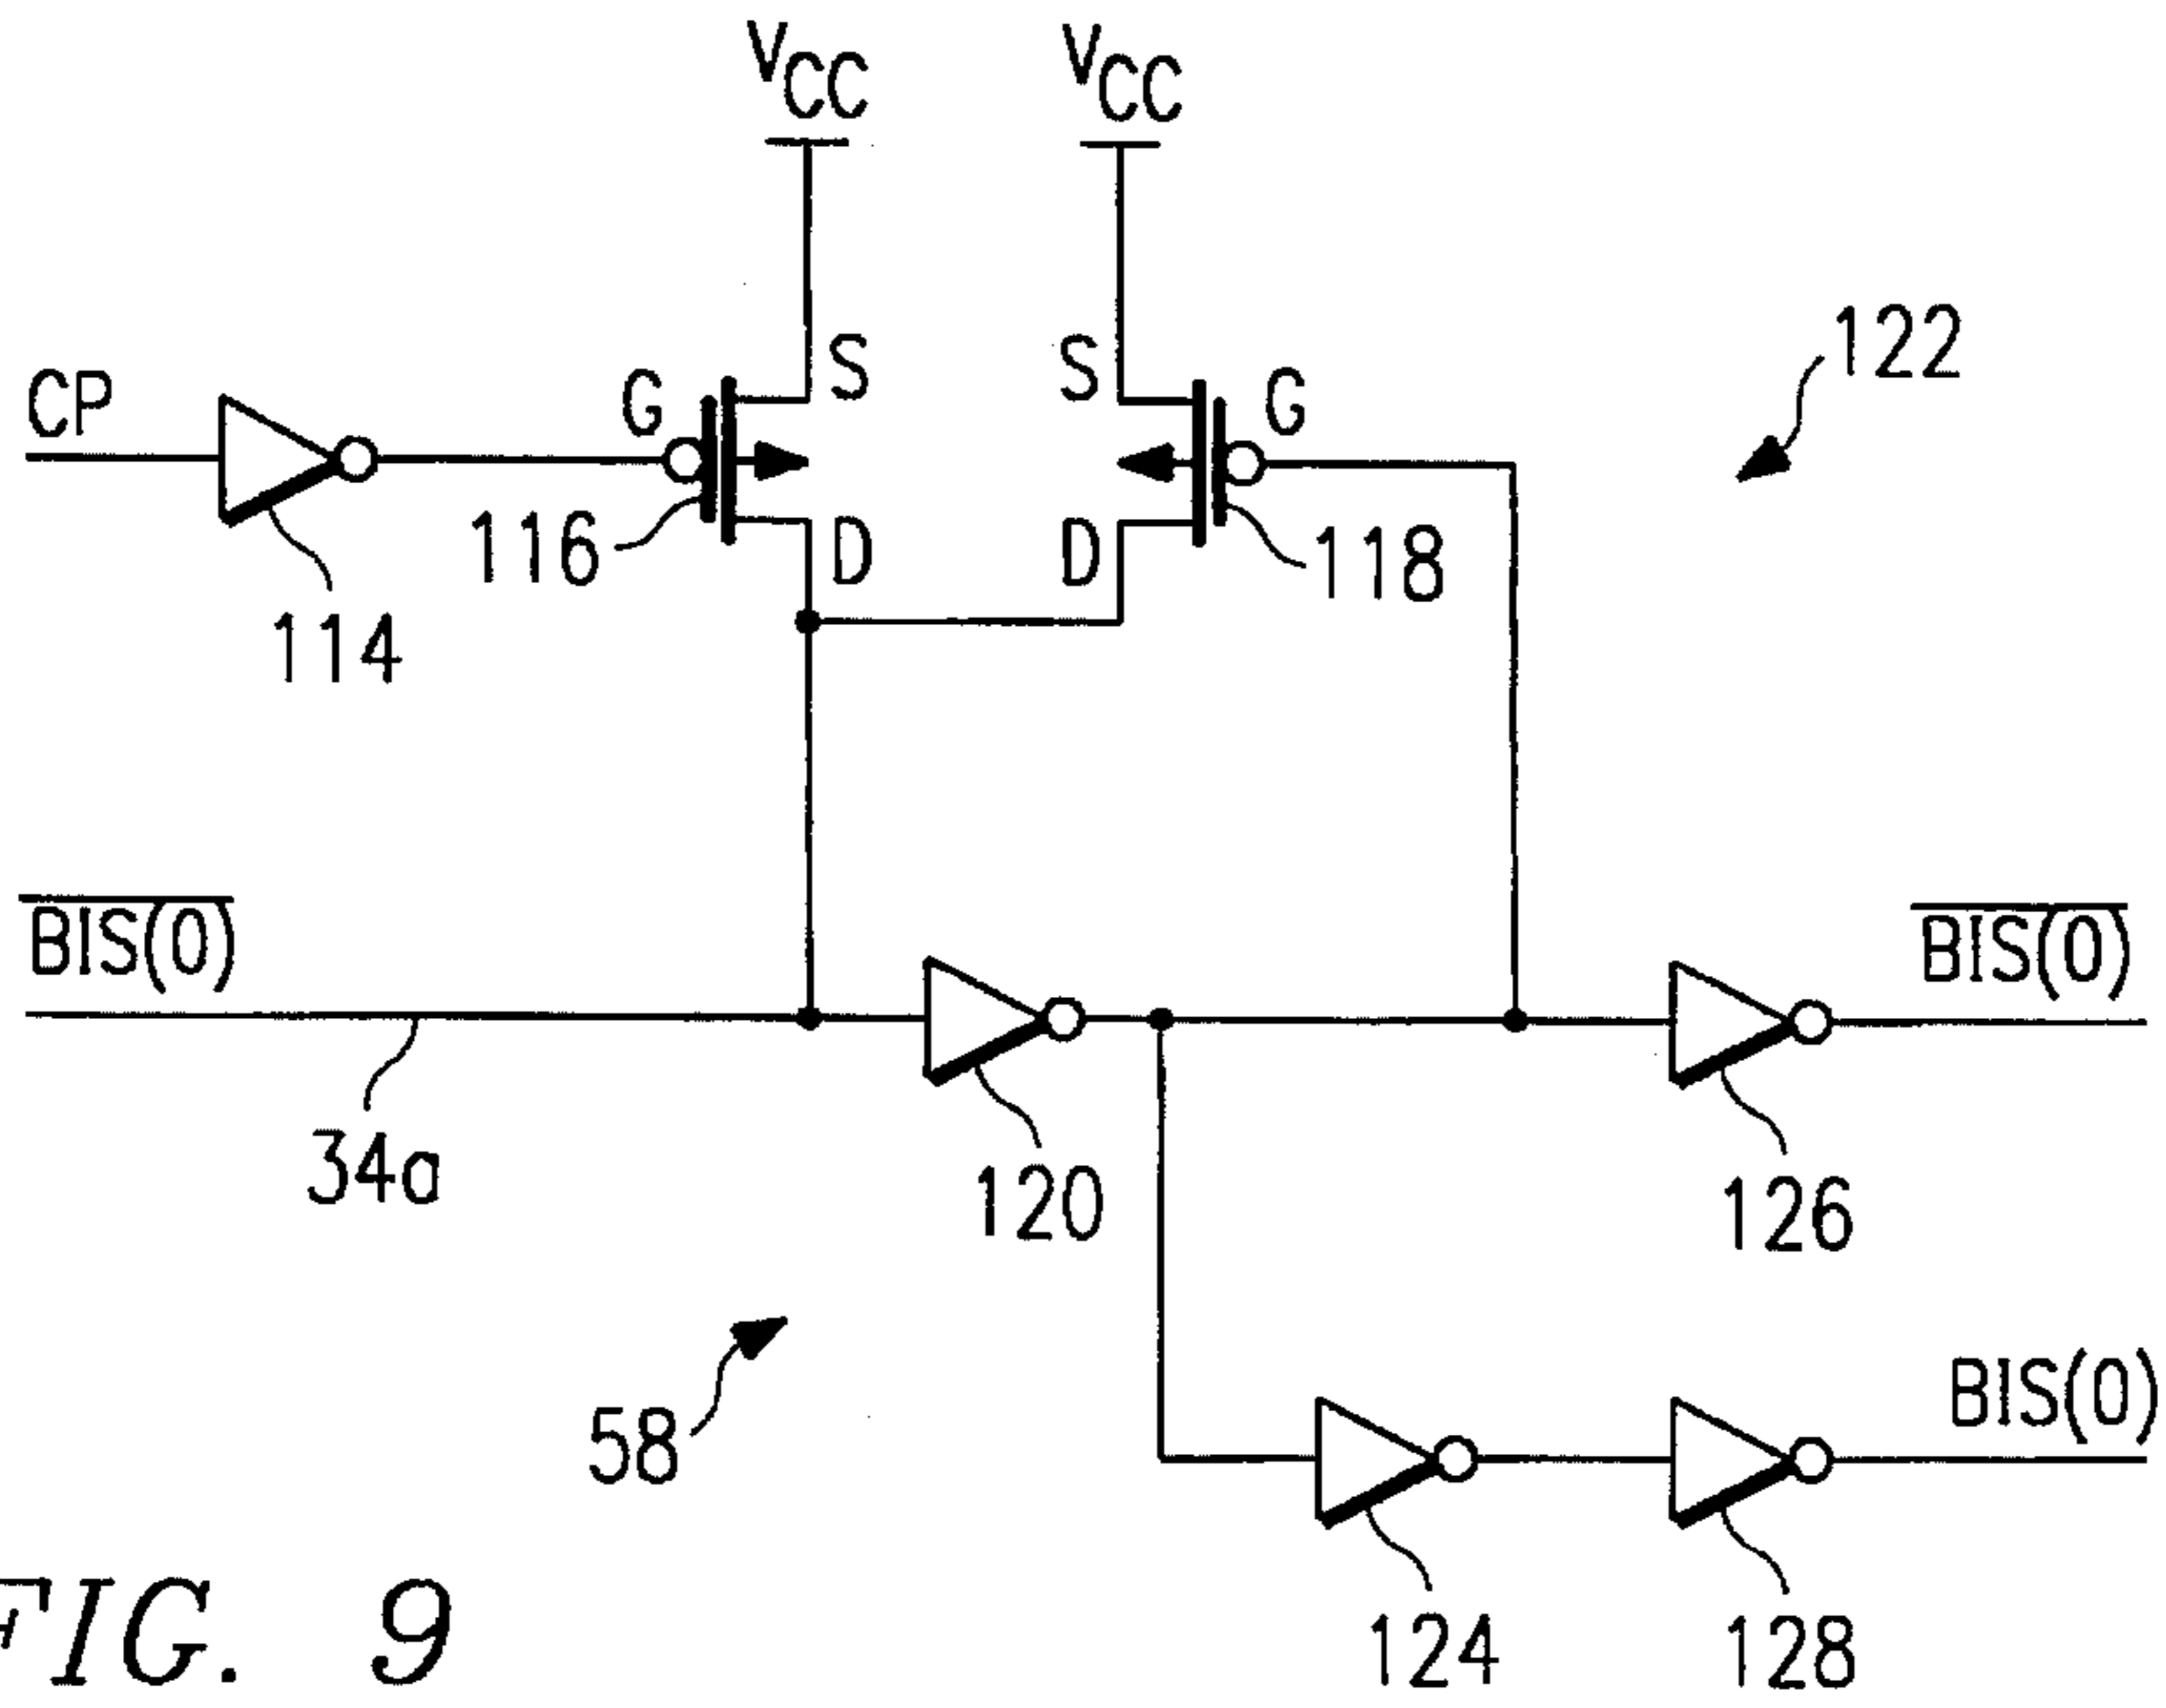 VCC
VCC
CP
G
S
S
G
122
116
D
D
118
114
BIS(0)
BIS(0)
34a
120
126
58
BIS(0)
124
128
FIG. 9